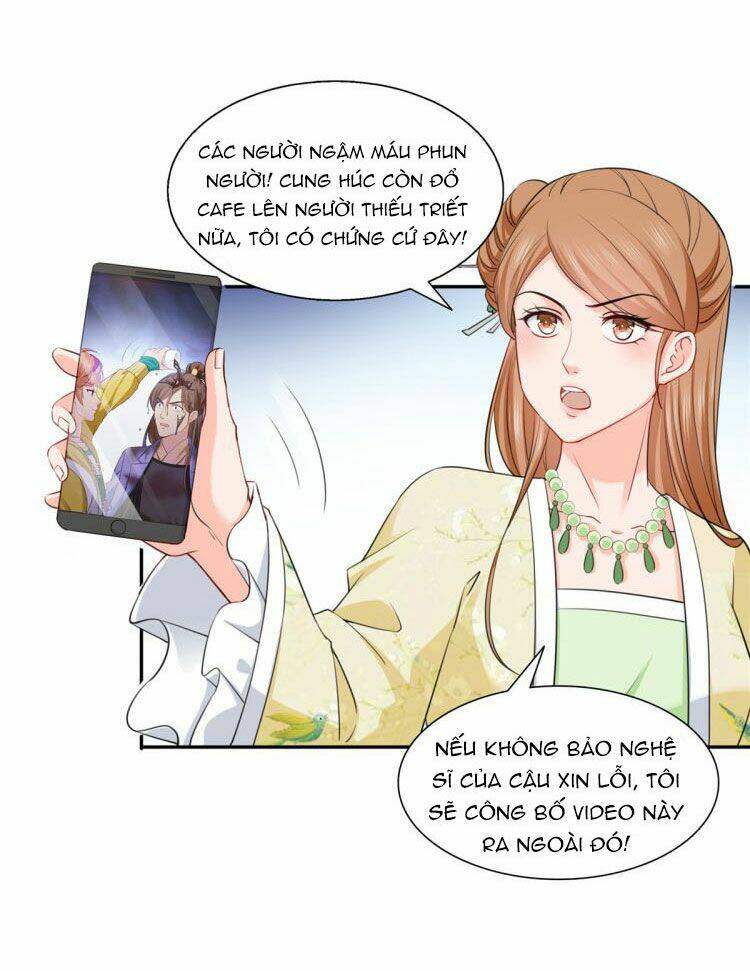 CÁC NGƯỜI NGẬM MÁU PHUN
NGƯỜI! CUNG HÚC CÒN ĐỔ
CAFE LÊN NGƯỜI THIẾU TRIẾT
NỮA, TÔI CÓ CHỨNG CỨ ĐÂY!
NẾU KHÔNG BẢO NGHỆ
SĨ CỦA CẬU XIN LỖI, TÔI
SẼ CÔNG BỐ VIDEO NÀY
RA NGOÀI ĐÓ!